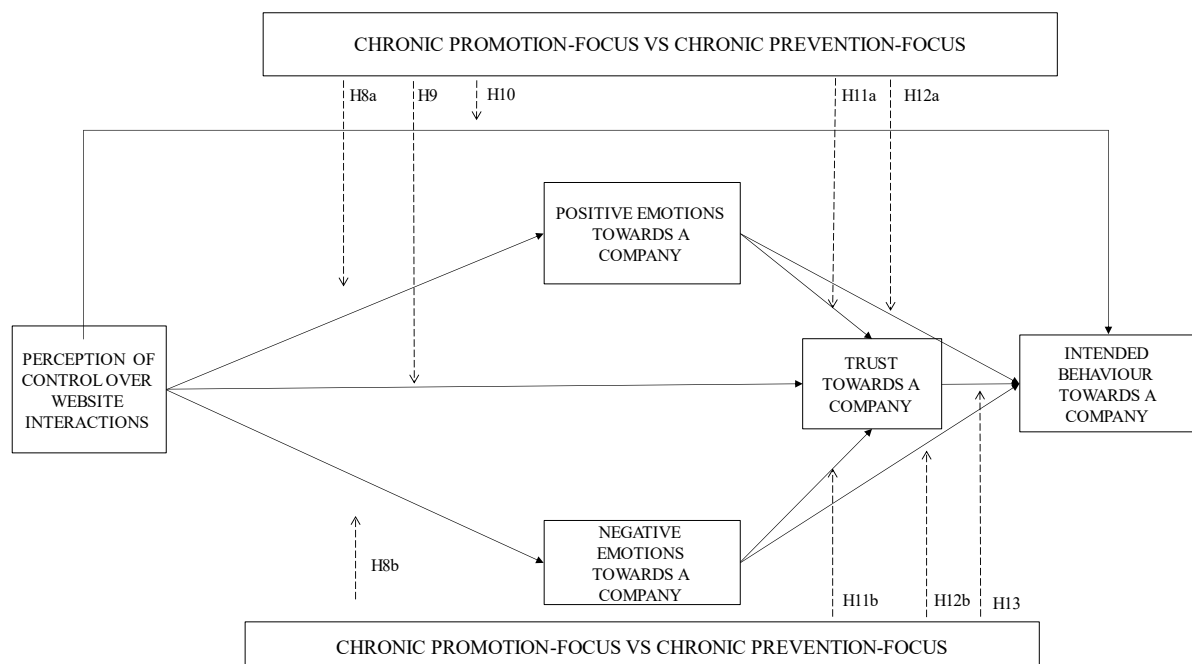 CHRONIC PROMOTION-FOCUS VS CHRONIC PREVENTION-FOCUS
H8a
H9
H10
H11a
H12a
POSITIVE EMOTIONS
TOWARDS A
COMPANY
PERCEPTION OF
CONTROL OVER
WEBSITE
INTERACTIONS
TRUST
TOWARDS A
COMPANY
INTENDED
BEHAVIOUR
TOWARDS A
COMPANY
NEGATIVE
EMOTIONS
TOWARDS A
COMPANY
H8b
H11b
H12b
H13
CHRONIC PROMOTION-FOCUS VS CHRONIC PREVENTION-FOCUS